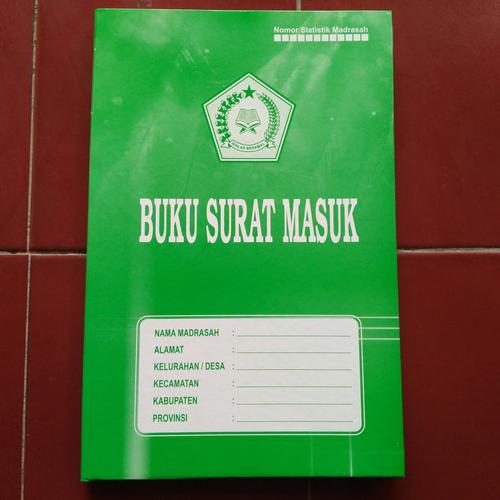 Nomor Statistik Madrasah
IKHLAS BERAMAL
BUKU SURAT MASUK
NAMA MADRASAH :
ALAMAT :
KELURAHAN / DESA :
KECAMATAN :
KABUPATEN :
PROVINSI :